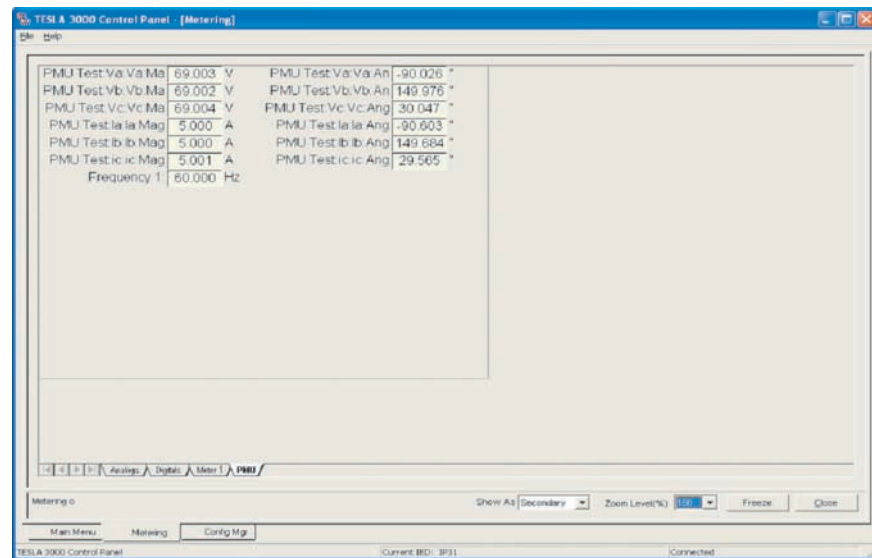 TESLA 3000 Control Panel - [Metering]
File Help
PMU Test:Va:Va:Ma 69.003 V PMU Test:Va:Va:An -90.026 °
PMU Test:Vb:Vb:Ma 69.002 V PMU Test:Vb:Vb:An 149.976 °
PMU Test:Vc:Vc:Ma 69.004 V PMU Test:Vc:Vc:Ang 30.047 °
PMU Test:Ia:Ia:Mag 5.000 A PMU Test:Ia:Ia:Ang -90.603 °
PMU Test:Ib:Ib:Mag 5.000 A PMU Test:Ib:Ib:Ang 149.684 °
PMU Test:ic:ic:Mag 5.001 A PMU Test:ic:ic:Ang 29.565 °
Frequency 1: 60.000 Hz
Analogs Digitals Meter 1 PMU
Metering Show As Secondary Zoom Level(%) Freeze Close
Main Menu Metering Config Mgr
TESLA 3000 Control Panel Current IED: Connected